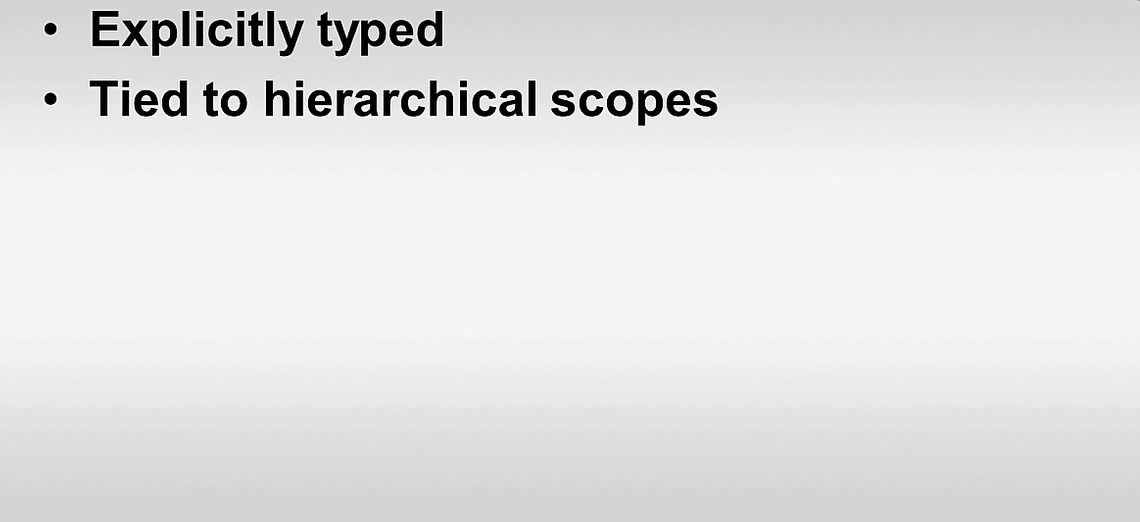 • Explicitly typed
• Tied to hierarchical scopes